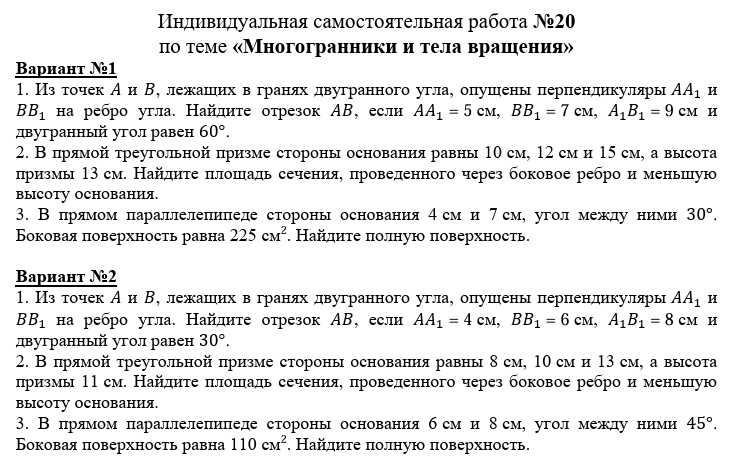 Индивидуальная самостоятельная работа №20
по теме «Многогранники и тела вращения»
Вариант №1
1. Из точек A и B, лежащих в гранях двугранного угла, опущены перпендикуляры AA₁ и
BB₁ на ребро угла. Найдите отрезок AB, если AA₁ = 5 см, BB₁ = 7 см, A₁B₁ = 9 см и
двугранный угол равен 60°.
2. В прямой треугольной призме стороны основания равны 10 см, 12 см и 15 см, а высота
призмы 13 см. Найдите площадь сечения, проведенного через боковое ребро и меньшую
высоту основания.
3. В прямом параллелепипеде стороны основания 4 см и 7 см, угол между ними 30°.
Боковая поверхность равна 225 см². Найдите полную поверхность.
Вариант №2
1. Из точек A и B, лежащих в гранях двугранного угла, опущены перпендикуляры AA₁ и
BB₁ на ребро угла. Найдите отрезок AB, если AA₁ = 4 см, BB₁ = 6 см, A₁B₁ = 8 см и
двугранный угол равен 30°.
2. В прямой треугольной призме стороны основания равны 8 см, 10 см и 13 см, а высота
призмы 11 см. Найдите площадь сечения, проведенного через боковое ребро и меньшую
высоту основания.
3. В прямом параллелепипеде стороны основания 6 см и 8 см, угол между ними 45°.
Боковая поверхность равна 110 см². Найдите полную поверхность.